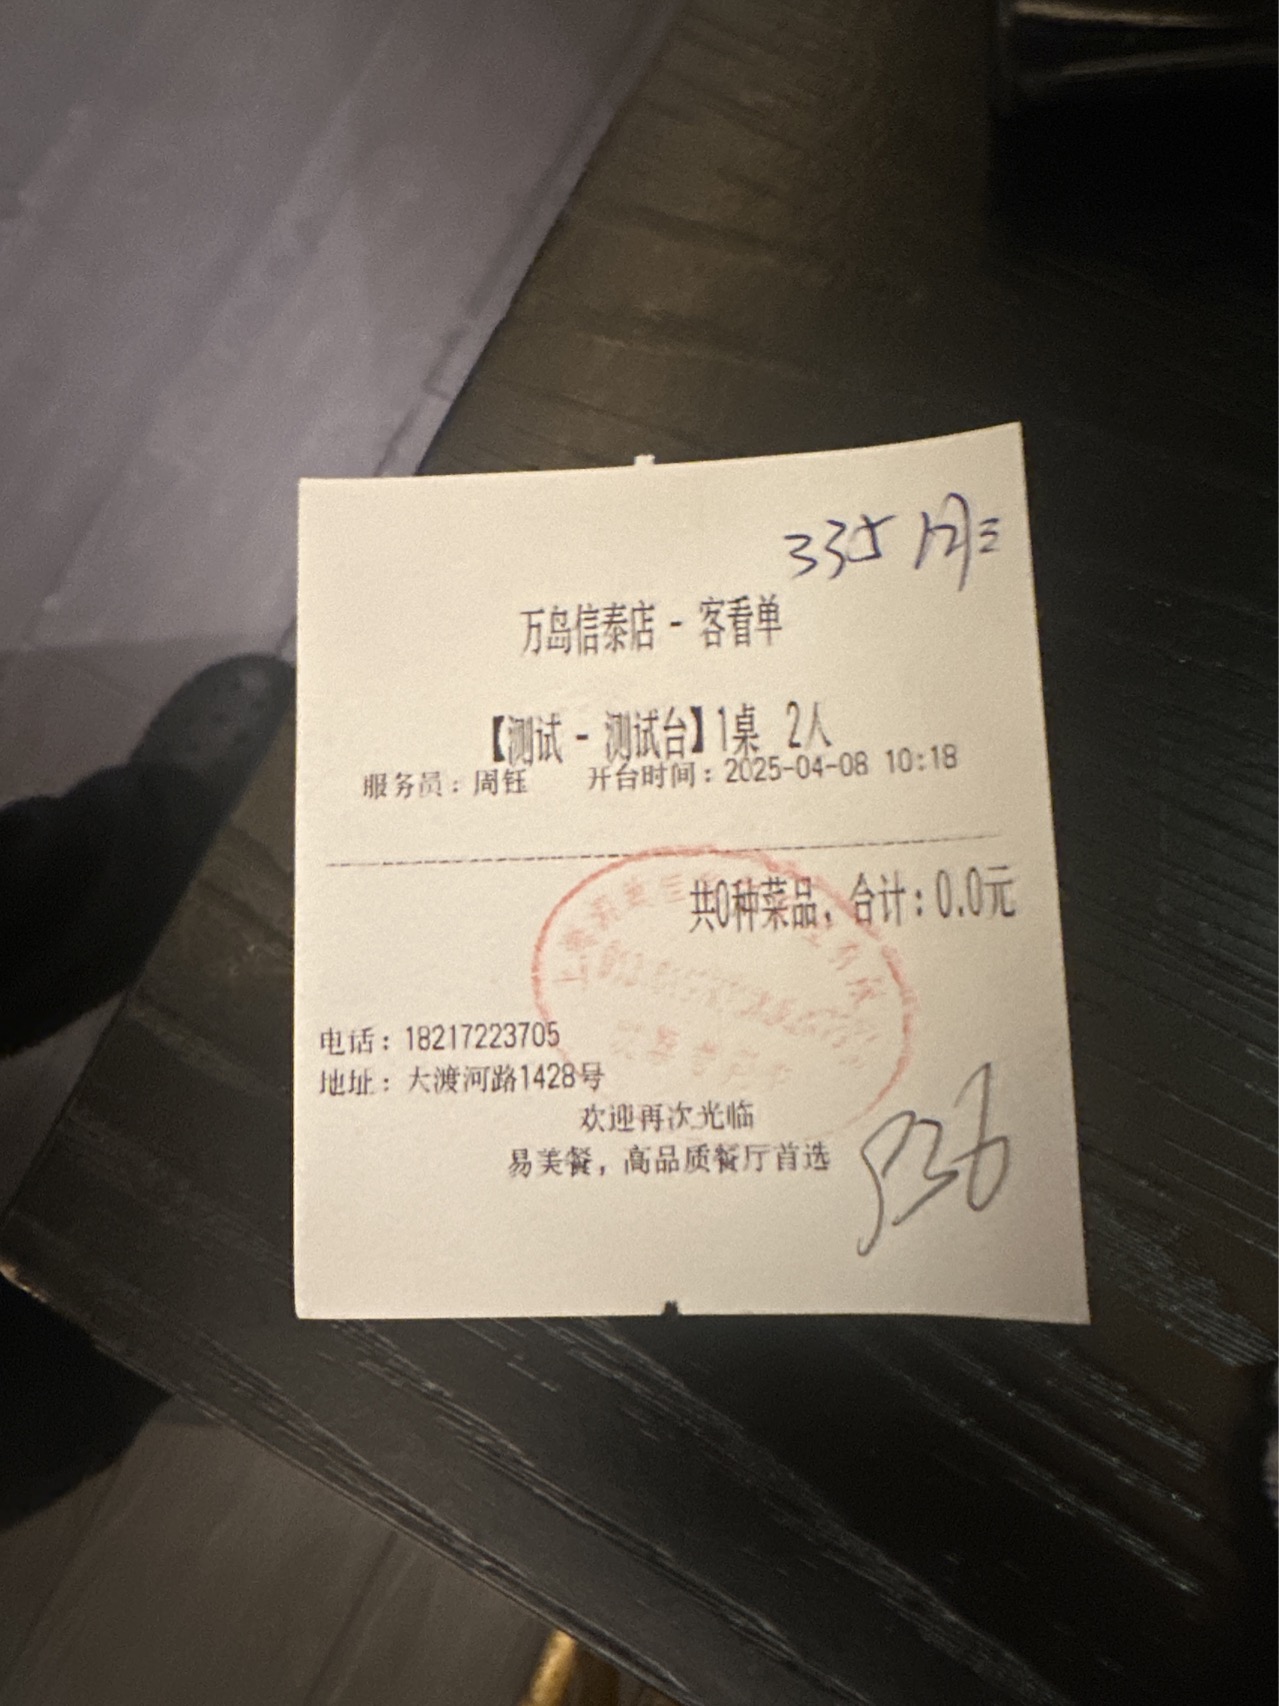 335
万岛信泰店 - 客看单
【测试 - 测试台】1桌 2人
服务员：周钰 开台时间：2025-04-08 10:18
共0种菜品，合计：0.0元
电话：18217223705
地址：大渡河路1428号
欢迎再次光临
易美餐，高品质餐厅首选